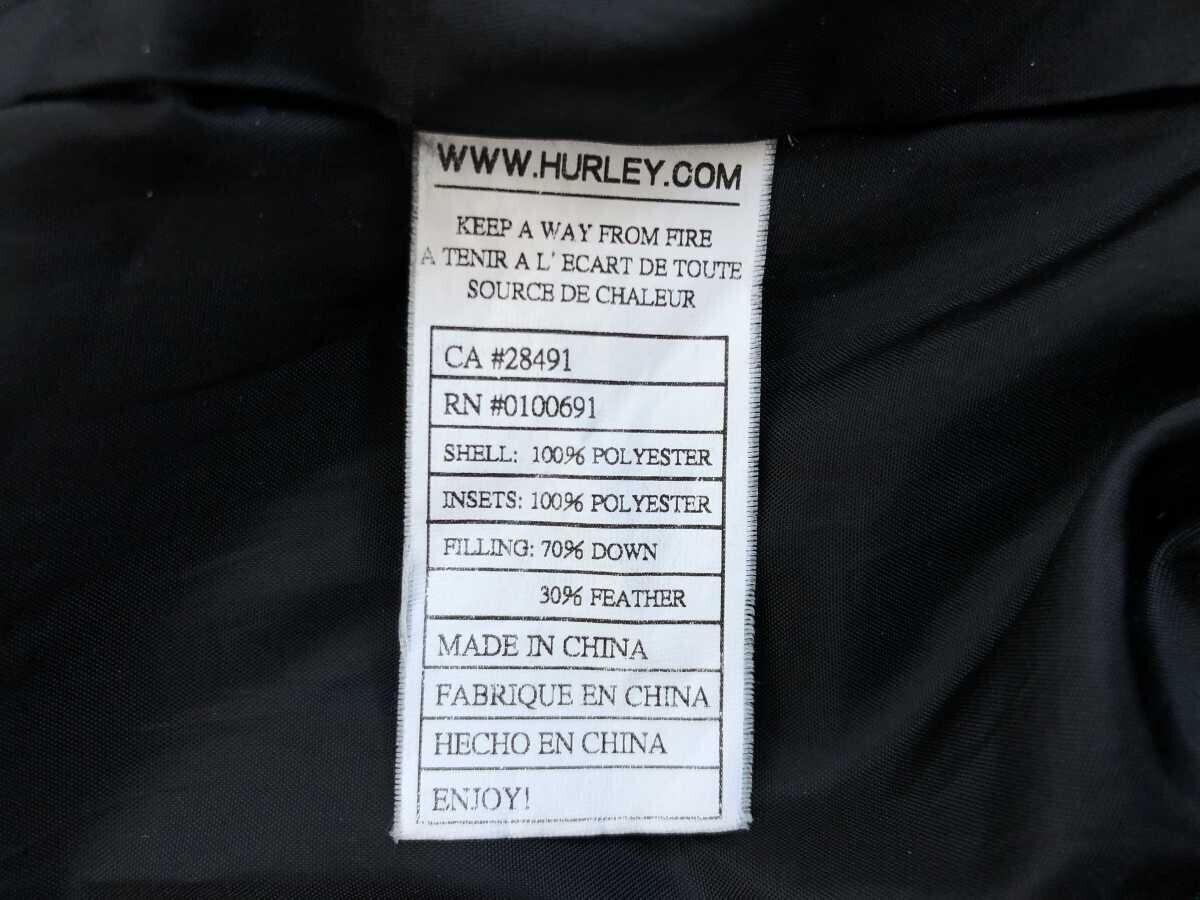 WWW.HURLEY.COM
KEEP A WAY FROM FIRE
A TENIR A L' ECART DE TOUTE
SOURCE DE CHALEUR
CA #28491
RN #0100691
SHELL: 100% POLYESTER
INSETS: 100% POLYESTER
FILLING: 70% DOWN
30% FEATHER
MADE IN CHINA
FABRIQUE EN CHINA
HECHO EN CHINA
ENJOY!